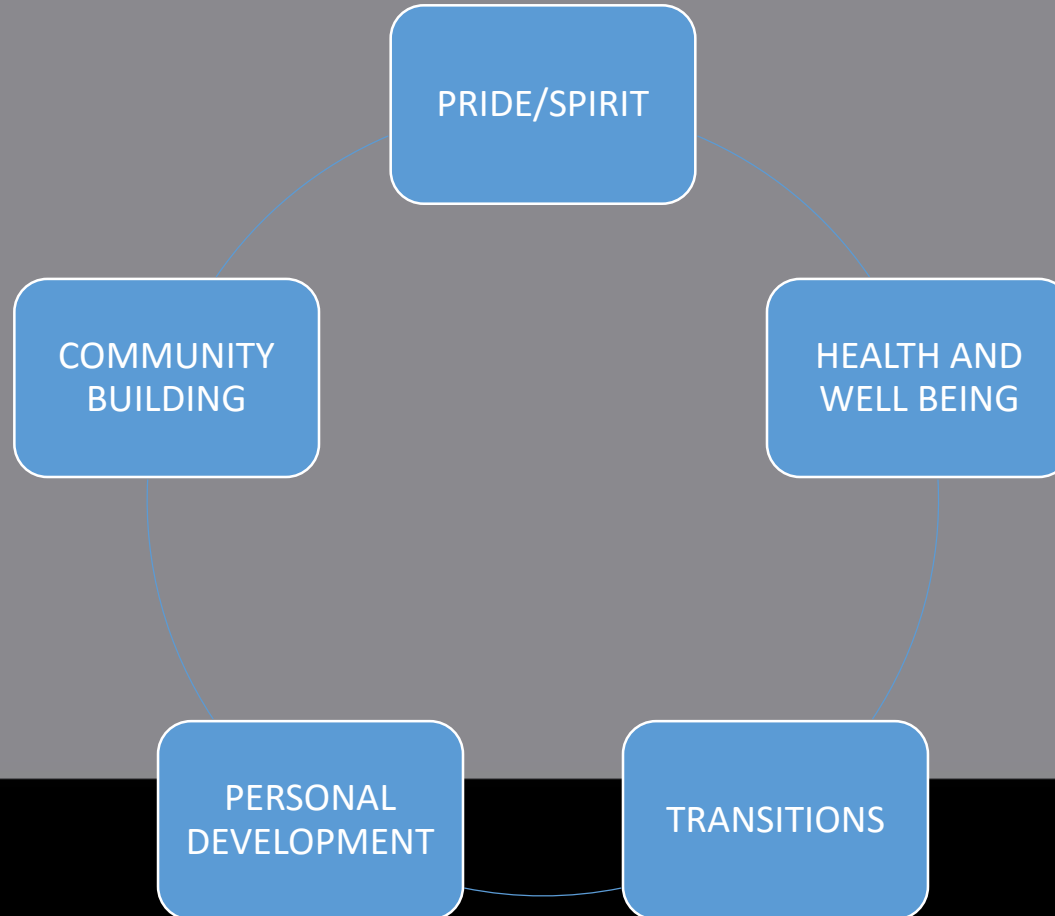 PRIDE/SPIRIT
HEALTH AND
WELL BEING
TRANSITIONS
PERSONAL
DEVELOPMENT
COMMUNITY
BUILDING